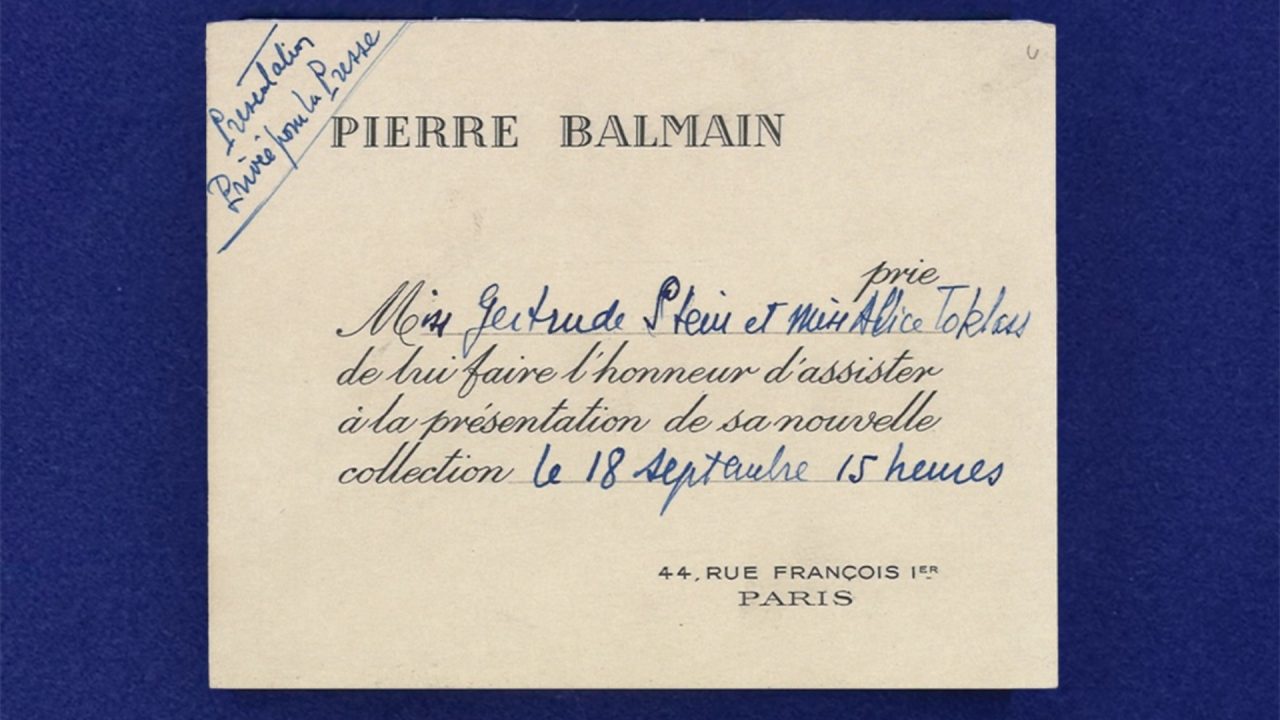 Presentation
Privée pour la Presse
PIERRE BALMAIN
prie
Miss Gertrude Stein et Miss Alice Toklass
de lui faire l'honneur d'assister
à la présentation de sa nouvelle
collection le 18 septembre 15 heures
44, RUE FRANÇOIS IER
PARIS